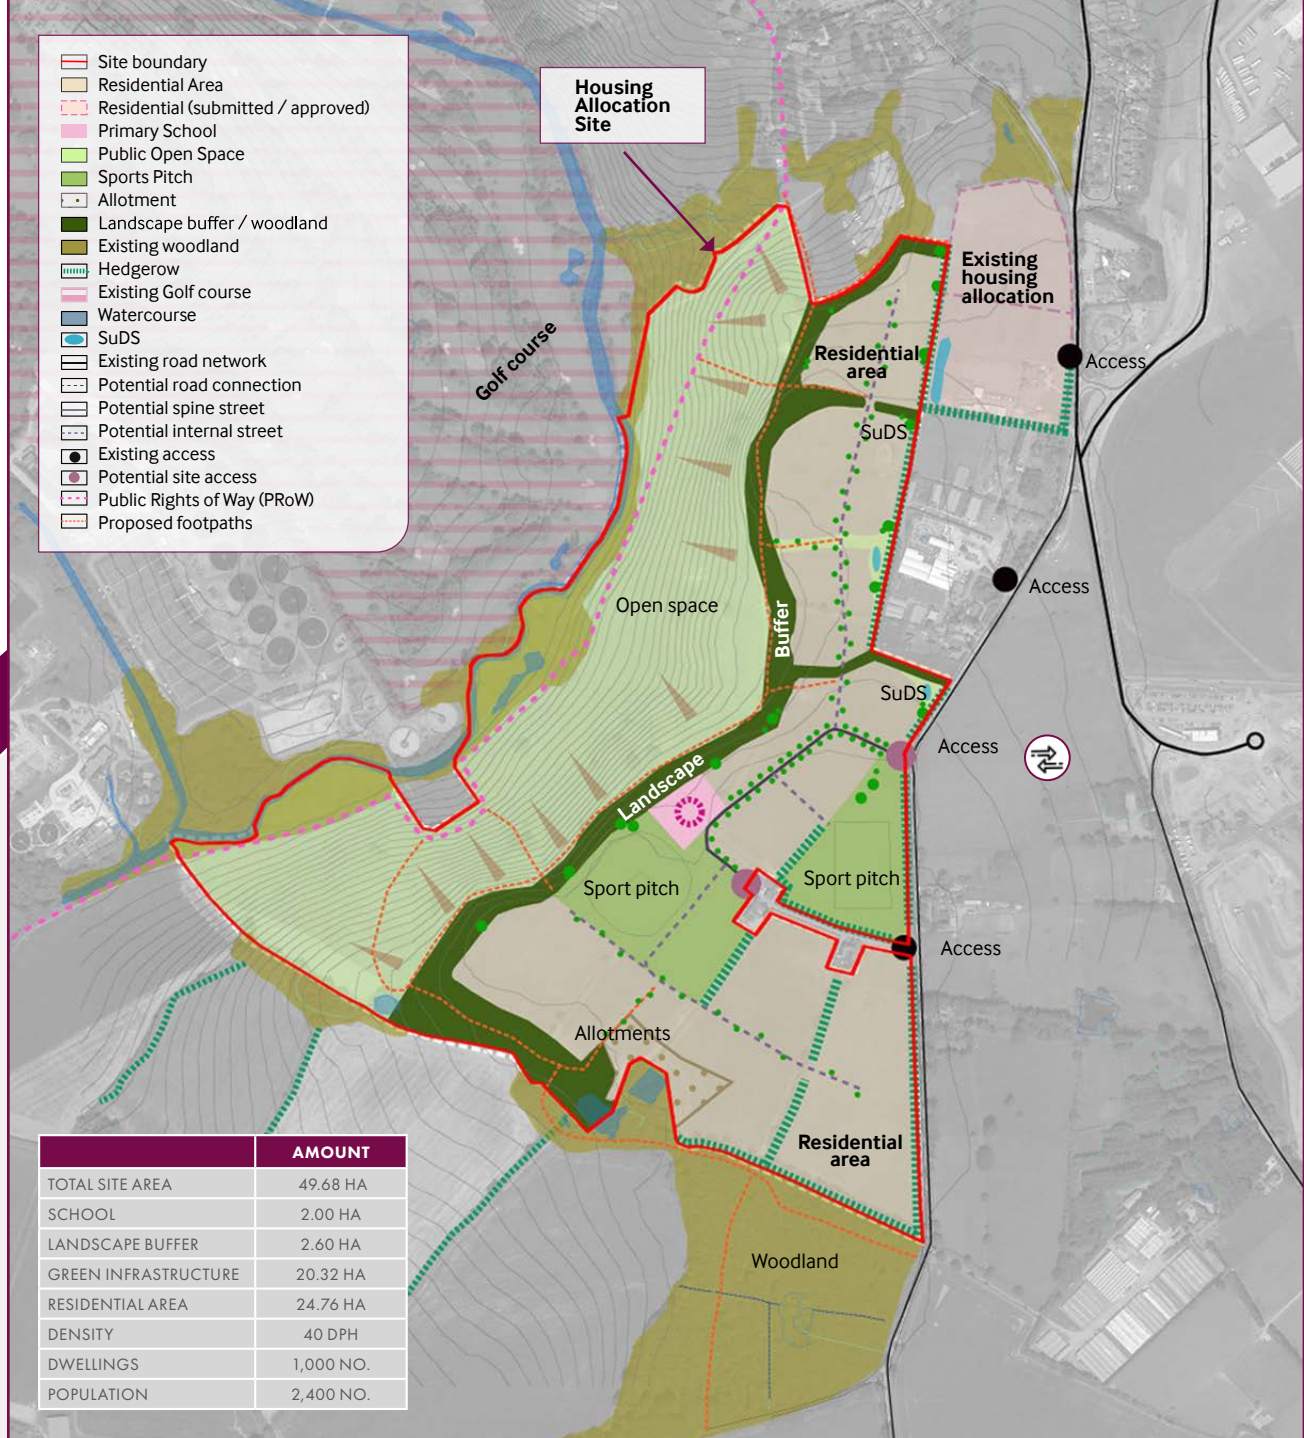 Site boundary
Residential Area
Residential (submitted / approved)
Primary School
Public Open Space
Sports Pitch
Allotment
Landscape buffer / woodland
Existing woodland
Hedgerow
Existing Golf course
Watercourse
SuDS
Existing road network
Potential road connection
Potential spine street
Potential internal street
Existing access
Potential site access
Public Rights of Way (PRoW)
Proposed footpaths
Housing
Allocation
Site
Golf course
Existing
housing
allocation
Residential
area
Access
SuDS
Access
Open space
Buffer
SuDS
Access
Landscape
Sport pitch
Sport pitch
Access
Allotments
Residential
area
Woodland
AMOUNT
TOTAL SITE AREA 49.68 HA
SCHOOL 2.00 HA
LANDSCAPE BUFFER 2.60 HA
GREEN INFRASTRUCTURE 20.32 HA
RESIDENTIAL AREA 24.76 HA
DENSITY 40 DPH
DWELLINGS 1,000 NO.
POPULATION 2,400 NO.